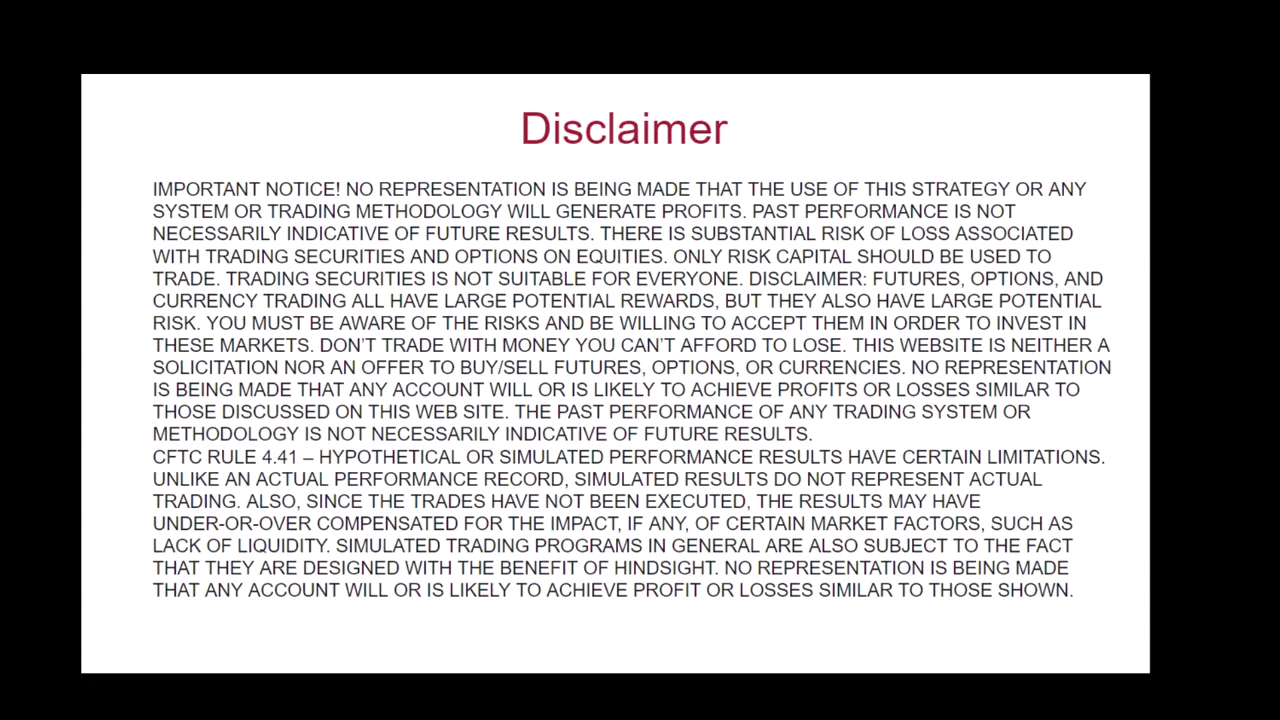 Disclaimer
IMPORTANT NOTICE! NO REPRESENTATION IS BEING MADE THAT THE USE OF THIS STRATEGY OR ANY
SYSTEM OR TRADING METHODOLOGY WILL GENERATE PROFITS. PAST PERFORMANCE IS NOT
NECESSARILY INDICATIVE OF FUTURE RESULTS. THERE IS SUBSTANTIAL RISK OF LOSS ASSOCIATED
WITH TRADING SECURITIES AND OPTIONS ON EQUITIES. ONLY RISK CAPITAL SHOULD BE USED TO
TRADE. TRADING SECURITIES IS NOT SUITABLE FOR EVERYONE. DISCLAIMER: FUTURES, OPTIONS, AND
CURRENCY TRADING ALL HAVE LARGE POTENTIAL REWARDS, BUT THEY ALSO HAVE LARGE POTENTIAL
RISK. YOU MUST BE AWARE OF THE RISKS AND BE WILLING TO ACCEPT THEM IN ORDER TO INVEST IN
THESE MARKETS. DON'T TRADE WITH MONEY YOU CAN'T AFFORD TO LOSE. THIS WEBSITE IS NEITHER A
SOLICITATION NOR AN OFFER TO BUY/SELL FUTURES, OPTIONS, OR CURRENCIES. NO REPRESENTATION
IS BEING MADE THAT ANY ACCOUNT WILL OR IS LIKELY TO ACHIEVE PROFITS OR LOSSES SIMILAR TO
THOSE DISCUSSED ON THIS WEB SITE. THE PAST PERFORMANCE OF ANY TRADING SYSTEM OR
METHODOLOGY IS NOT NECESSARILY INDICATIVE OF FUTURE RESULTS.
CFTC RULE 4.41 – HYPOTHETICAL OR SIMULATED PERFORMANCE RESULTS HAVE CERTAIN LIMITATIONS.
UNLIKE AN ACTUAL PERFORMANCE RECORD, SIMULATED RESULTS DO NOT REPRESENT ACTUAL
TRADING. ALSO, SINCE THE TRADES HAVE NOT BEEN EXECUTED, THE RESULTS MAY HAVE
UNDER-OR-OVER COMPENSATED FOR THE IMPACT, IF ANY, OF CERTAIN MARKET FACTORS, SUCH AS
LACK OF LIQUIDITY. SIMULATED TRADING PROGRAMS IN GENERAL ARE ALSO SUBJECT TO THE FACT
THAT THEY ARE DESIGNED WITH THE BENEFIT OF HINDSIGHT. NO REPRESENTATION IS BEING MADE
THAT ANY ACCOUNT WILL OR IS LIKELY TO ACHIEVE PROFIT OR LOSSES SIMILAR TO THOSE SHOWN.